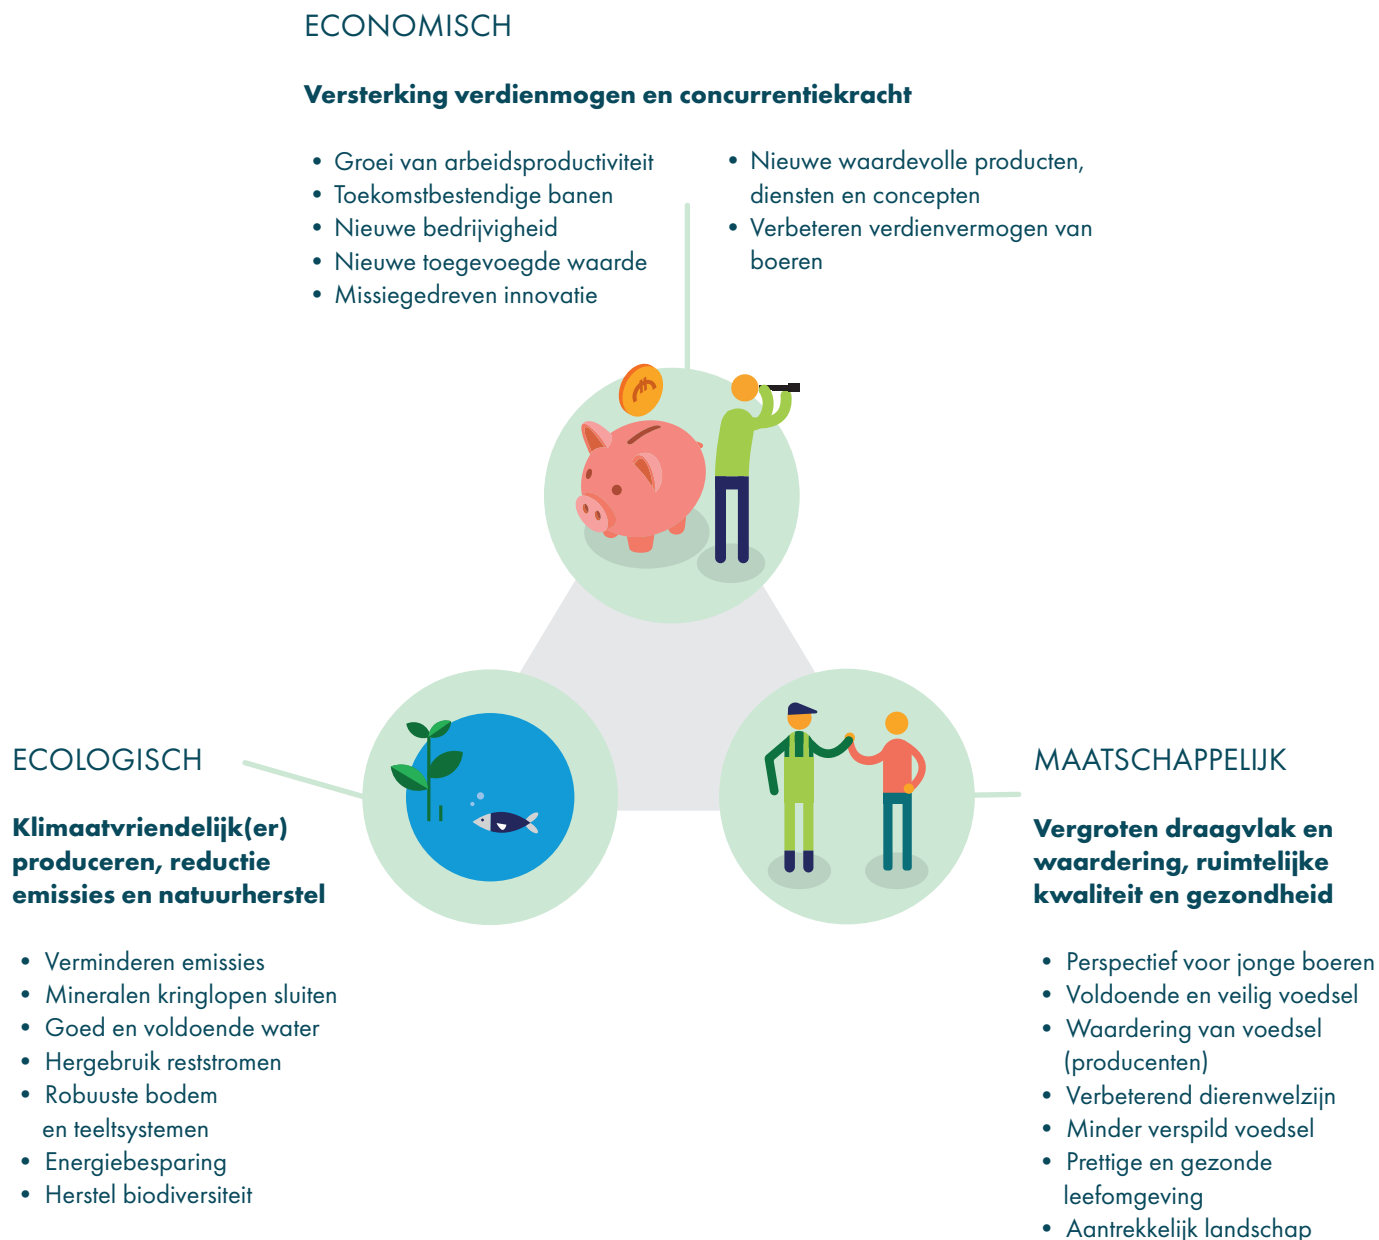 ECONOMISCH
Versterking verdienmogen en concurrentiekracht
• Groei van arbeidsproductiviteit
• Toekomstbestendige banen
• Nieuwe bedrijvigheid
• Nieuwe toegevoegde waarde
• Missiegedreven innovatie
• Nieuwe waardevolle producten,
diensten en concepten
• Verbeteren verdienvermogen van
boeren
ECOLOGISCH
Klimaatvriendelijk(er)
produceren, reductie
emissies en natuurherstel
• Verminderen emissies
• Mineralen kringlopen sluiten
• Goed en voldoende water
• Hergebruik reststromen
• Robuuste bodem
en teeltsystemen
• Energiebesparing
• Herstel biodiversiteit
MAATSCHAPPELIJK
Vergroten draagvlak en
waardering, ruimtelijke
kwaliteit en gezondheid
• Perspectief voor jonge boeren
• Voldoende en veilig voedsel
• Waardering van voedsel
(producenten)
• Verbeterend dierenwelzijn
• Minder verspild voedsel
• Prettige en gezonde
leefomgeving
• Aantrekkelijk landschap